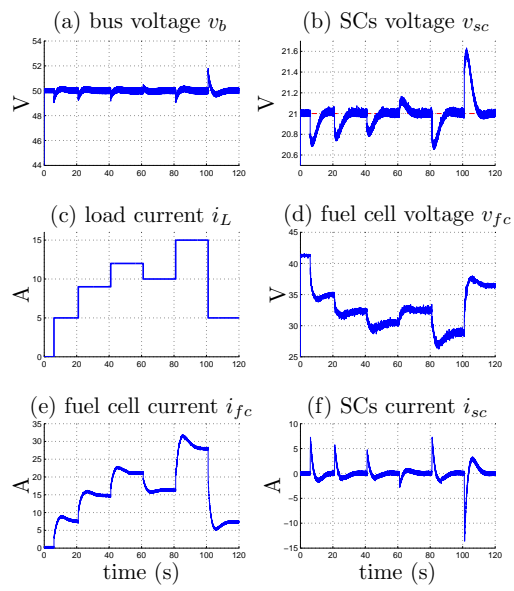 (a) bus voltage v_b
(b) SCs voltage v_sc
54
52
50
48
46
44
V
0 20 40 60 80 100 120
21.6
21.4
21.2
21
20.8
20.6
V
0 20 40 60 80 100 120
(c) load current i_L
(d) fuel cell voltage v_fc
15
10
5
0
A
0 20 40 60 80 100 120
45
40
35
30
25
V
0 20 40 60 80 100 120
(e) fuel cell current i_fc
(f) SCs current i_sc
35
30
25
20
15
10
5
0
A
0 20 40 60 80 100 120
time (s)
10
5
0
−5
−10
−15
A
0 20 40 60 80 100 120
time (s)